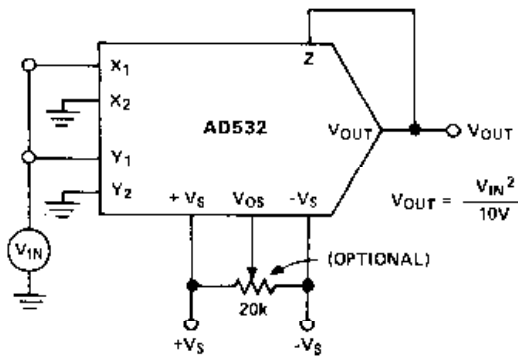 Z
X1
X2
AD532
VOUT
VOUT
Y1
Y2
+VS
VOS
-VS
VOUT = VIN2
10V
VIN
(OPTIONAL)
20k
+VS
-VS